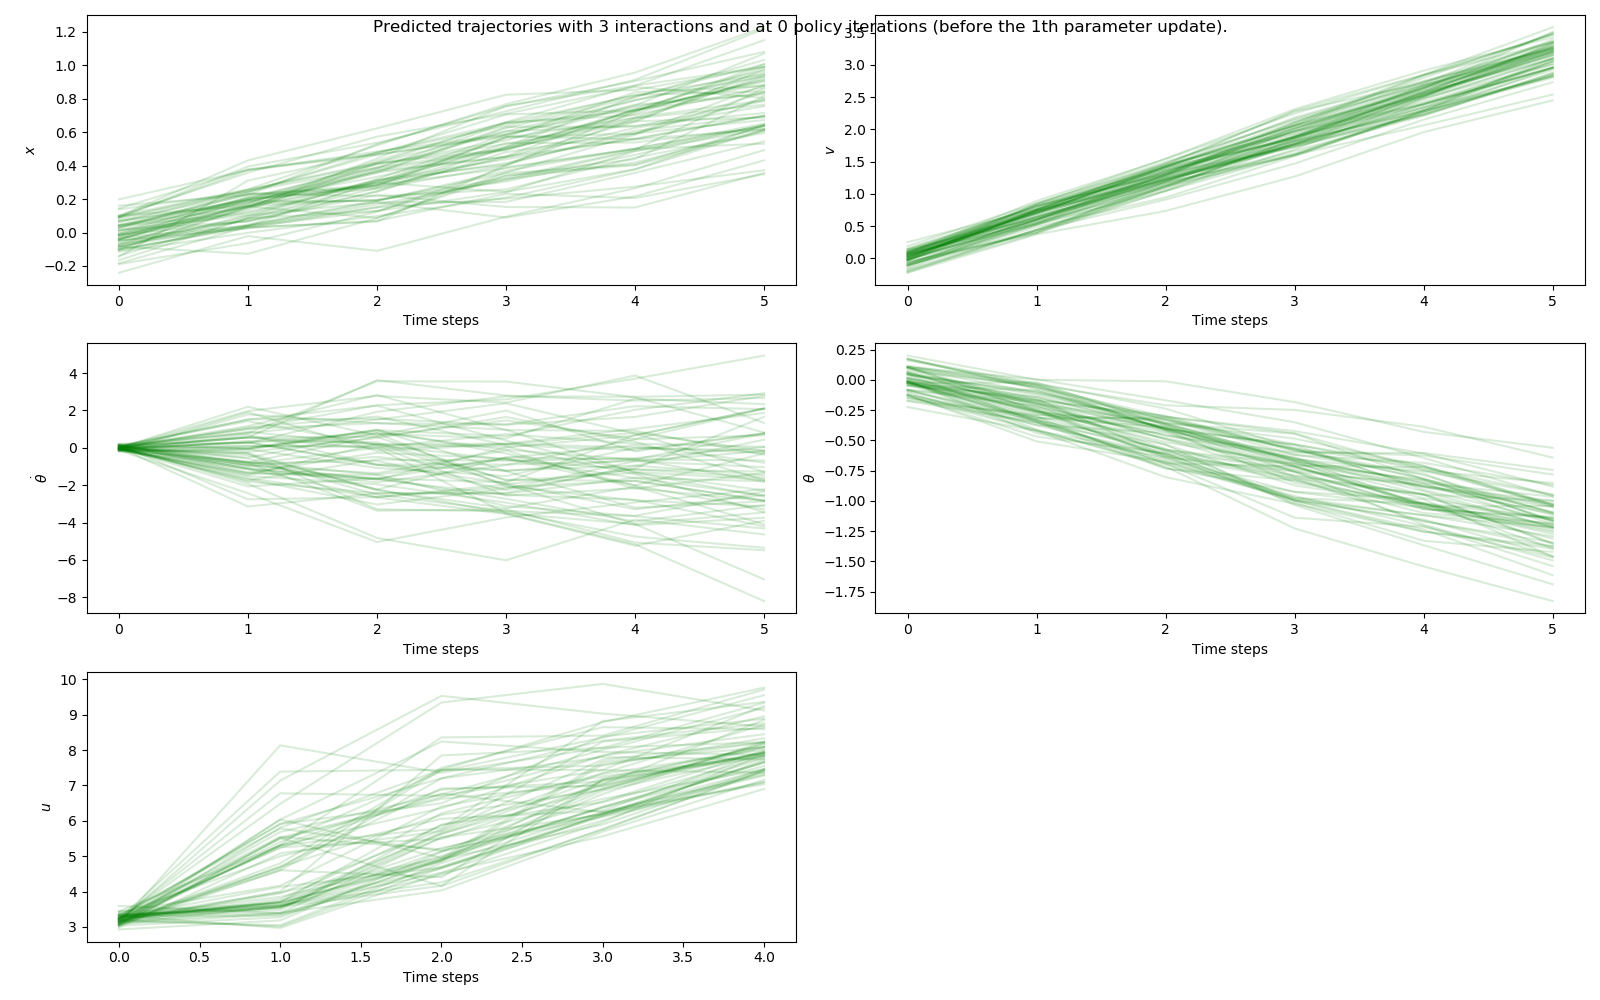 Predicted trajectories with 3 interactions and at 0 policy iterations (before the 1th parameter update).
1.2
1.0
0.8
0.6
0.4
0.2
0.0
−0.2
x
0 1 2 3 4 5
Time steps
3.5
3.0
2.5
2.0
1.5
1.0
0.5
0.0
v
0 1 2 3 4 5
Time steps
4
2
0
−2
−4
−6
−8
θ̇
0 1 2 3 4 5
Time steps
0.25
0.00
−0.25
−0.50
−0.75
−1.00
−1.25
−1.50
−1.75
θ
0 1 2 3 4 5
Time steps
10
9
8
7
6
5
4
3
u
0.0 0.5 1.0 1.5 2.0 2.5 3.0 3.5 4.0
Time steps